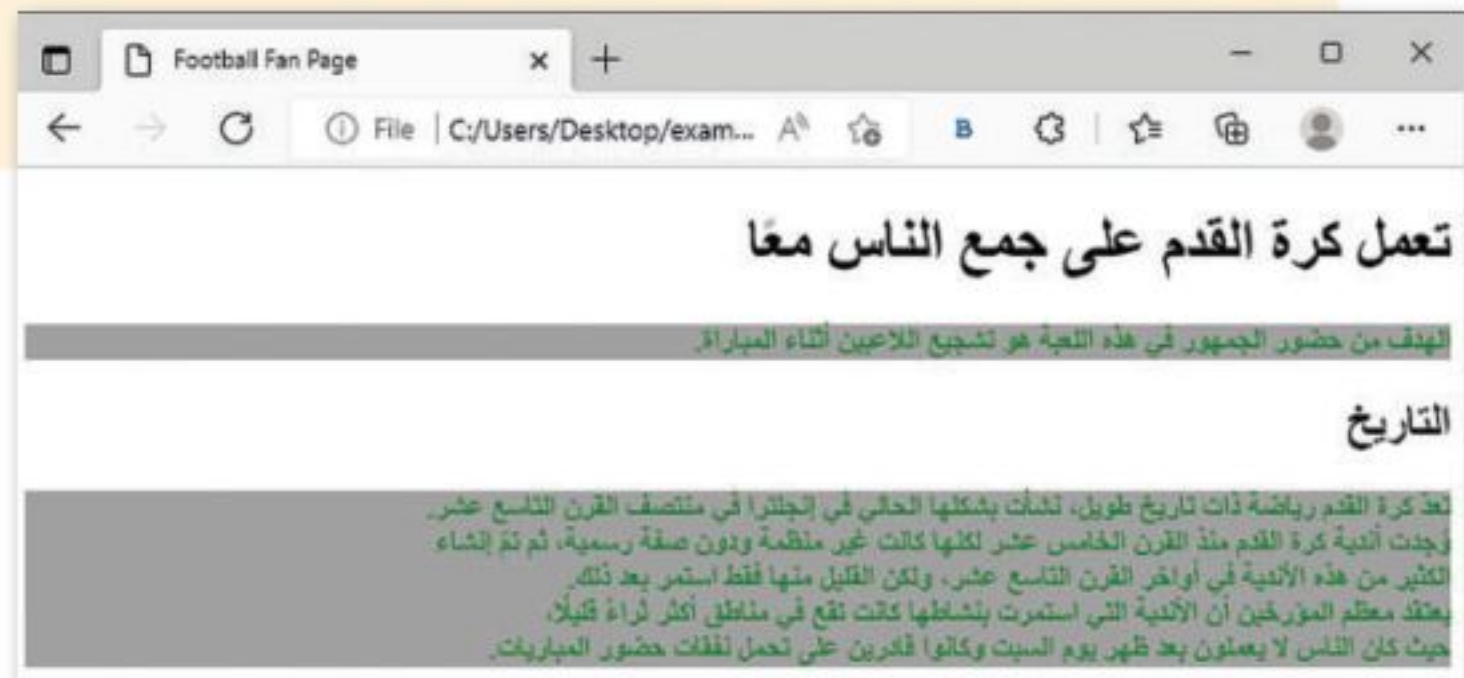 Football Fan Page
File | C:/Users/Desktop/exam...
B
تعمل كرة القدم على جمع الناس معًا
الهدف من حضور الجمهور في هذه اللعبة هو تشجيع اللاعبين أثناء المباراة.
التاريخ
تعدّ كرة القدم رياضة ذات تاريخ طويل، نشأت بشكلها الحالي في إنجلترا في منتصف القرن التاسع عشر.
وُجدت أندية كرة القدم منذ القرن الخامس عشر لكنها كانت غير منظمة ودون صفة رسمية، ثم تمّ إنشاء
الكثير من هذه الأندية في أواخر القرن التاسع عشر، ولكن القليل منها فقط استمر بعد ذلك.
يعتقد معظم المؤرخين أن الأندية التي استمرت بنشاطها كانت تقع في مناطق أكثر ثراءً قليلًا،
حيث كان الناس لا يعملون بعد ظهر يوم السبت وكانوا قادرين على تحمل نفقات حضور المباريات.